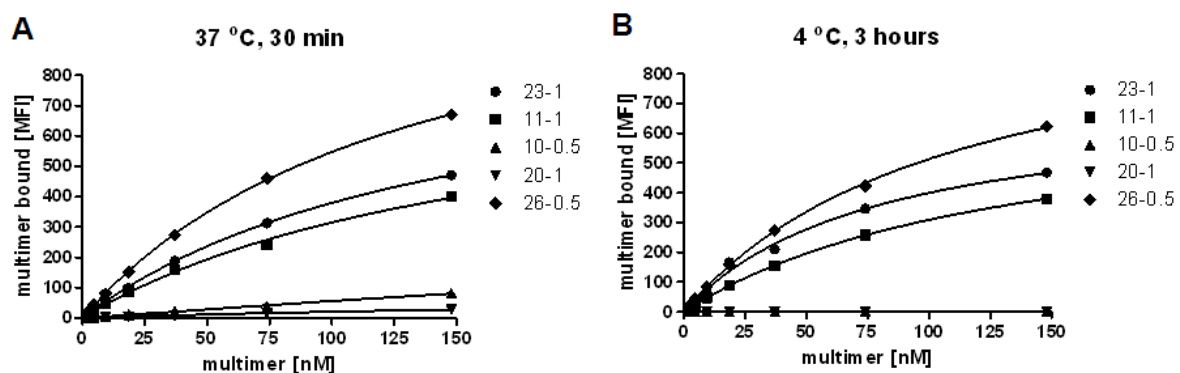 A
37 °C, 30 min
800
700
600
500
400
300
200
100
0
multimer bound [MFI]
0 25 50 75 100 125 150
multimer [nM]
23-1
11-1
10-0.5
20-1
26-0.5
B
4 °C, 3 hours
800
700
600
500
400
300
200
100
0
multimer bound [MFI]
0 25 50 75 100 125 150
multimer [nM]
23-1
11-1
10-0.5
20-1
26-0.5